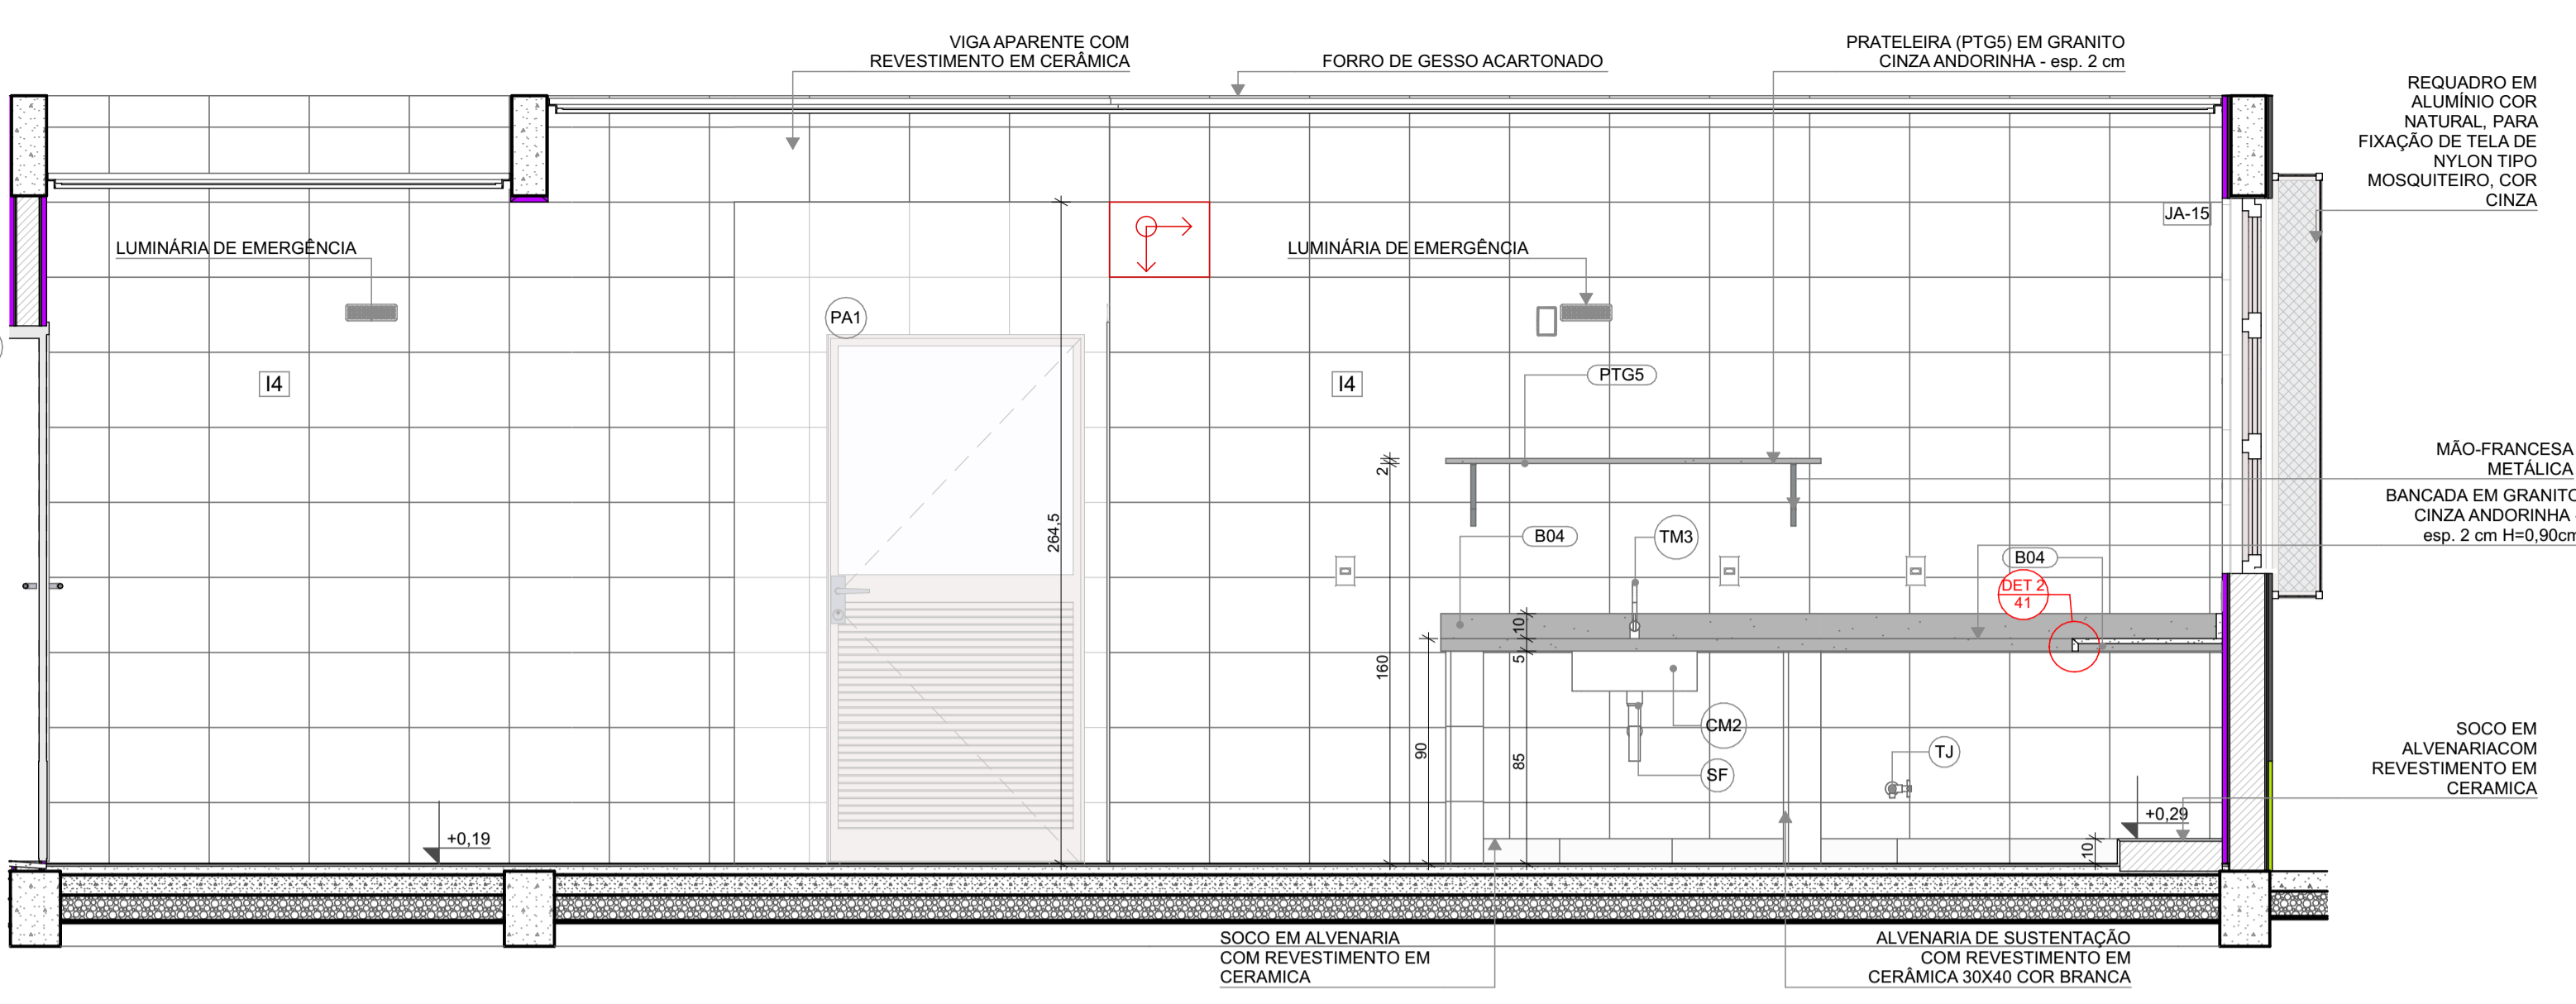 VIGA APARENTE COM
REVESTIMENTO EM CERÂMICA
FORRO DE GESSO ACARTONADO
PRATELEIRA (PTG5) EM GRANITO
CINZA ANDORINHA - esp. 2 cm
REQUADRO EM
ALUMÍNIO COR
NATURAL, PARA
FIXAÇÃO DE TELA DE
NYLON TIPO
MOSQUITEIRO, COR
CINZA
JA-15
LUMINÁRIA DE EMERGÊNCIA
LUMINÁRIA DE EMERGÊNCIA
PA1
I4
I4
PTG5
MÃO-FRANCESA
METÁLICA
2
BANCADA EM GRANITO
CINZA ANDORINHA
esp. 2 cm H=0,90cm
264,5
B04
TM3
B04
DET 2
41
10
5
160
90
85
CM2
SF
TJ
SOCO EM
ALVENARIACOM
REVESTIMENTO EM
CERAMICA
+0,19
+0,29
10
SOCO EM ALVENARIA
COM REVESTIMENTO EM
CERAMICA
ALVENARIA DE SUSTENTAÇÃO
COM REVESTIMENTO EM
CERÂMICA 30X40 COR BRANCA